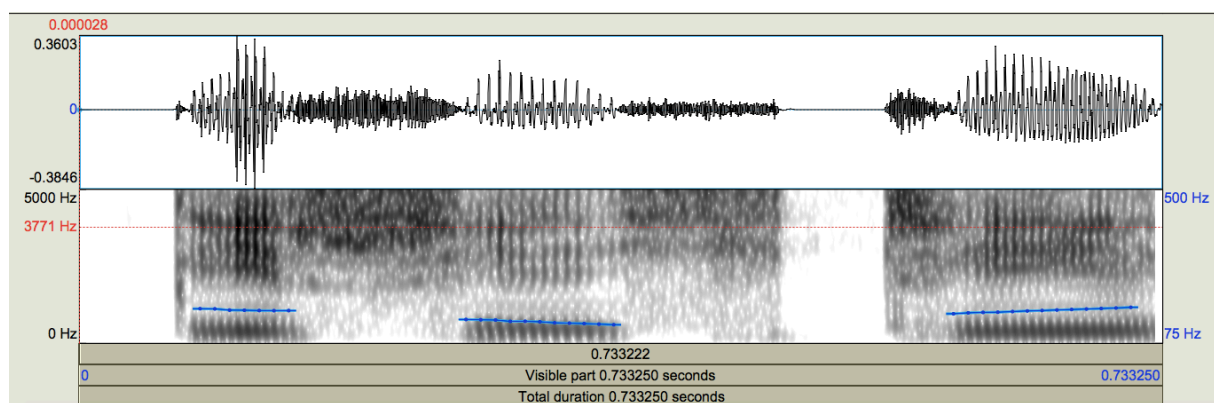 0.000028
0.3603
0
-0.3846
5000 Hz 500 Hz
3771 Hz
0 Hz 75 Hz
0.733222
0 Visible part 0.733250 seconds 0.733250
Total duration 0.733250 seconds